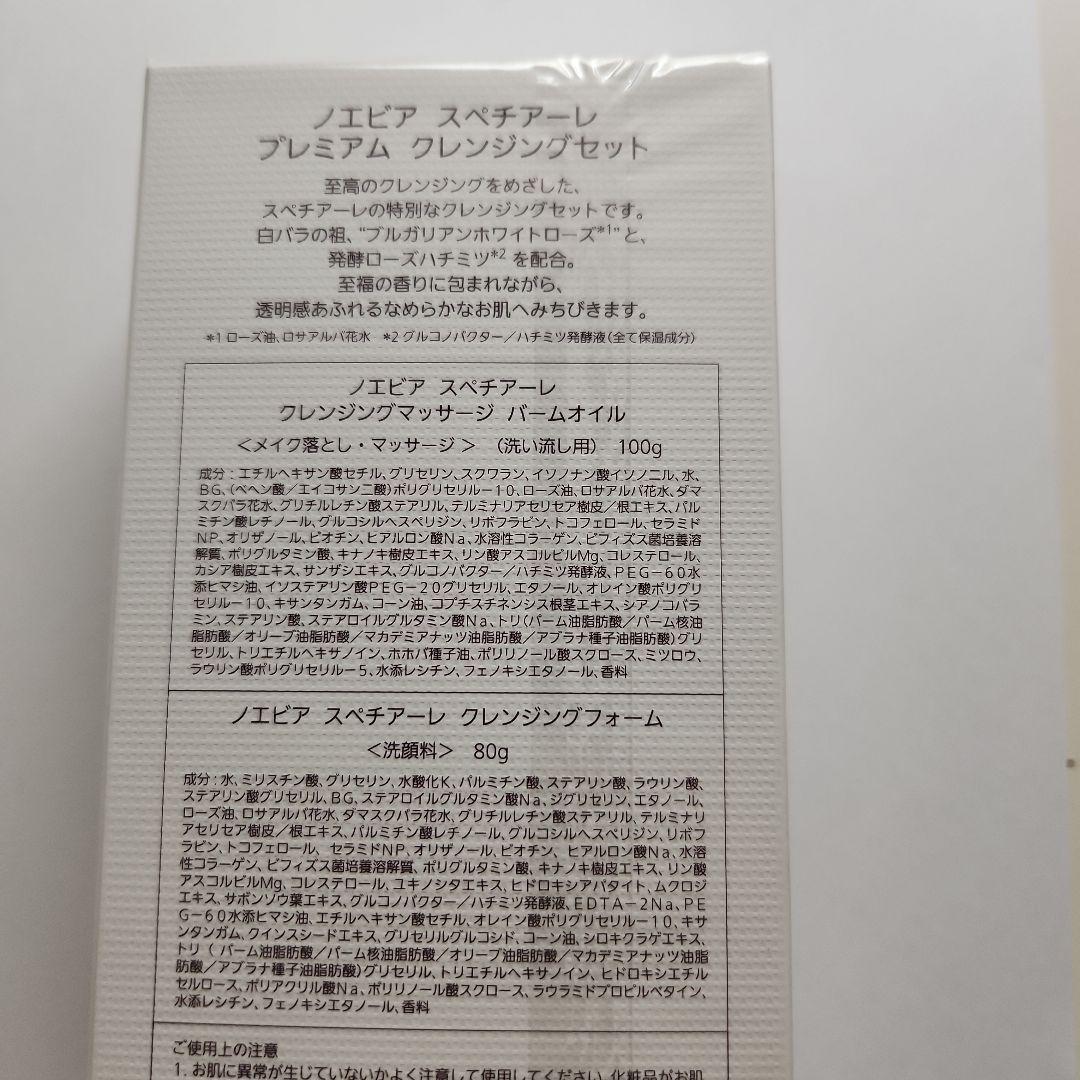 ノエビア スペチアーレ
プレミアム クレンジングセット
至高のクレンジングをめざした、
スペチアーレの特別なクレンジングセットです。
白バラの祖、“ブルガリアンホワイトローズ*1”と、
発酵ローズハチミツ*2 を配合。
至福の香りに包まれながら、
透明感あふれるなめらかなお肌へみちびきます。
*1 ローズ油、ロサアルバ花水 *2 グルコノバクター/ハチミツ発酵液(全て保湿成分)
ノエビア スペチアーレ
クレンジングマッサージ バームオイル
<メイク落とし・マッサージ> (洗い流し用) 100g
成分:エチルヘキサン酸セチル、グリセリン、スクワラン、イソノナン酸イソノニル、水、
BG、(ベヘン酸/エイコサン二酸)ポリグリセリル-10、ローズ油、ロサアルバ花水、ダマ
スクバラ花水、グリチルレチン酸ステアリル、テルミナリアセリセア樹皮/根エキス、パル
ミチン酸レチノール、グルコシルヘスペリジン、リボフラビン、トコフェロール、セラミド
NP、オリザノール、ビオチン、ヒアルロン酸Na、水溶性コラーゲン、ビフィズス菌培養溶
解質、ポリグルタミン酸、キナノキ樹皮エキス、リン酸アスコルビルMg、コレステロール、
カシア樹皮エキス、サンザシエキス、グルコノバクター/ハチミツ発酵液、PEG-60水
添ヒマシ油、イソステアリン酸PEG-20グリセリル、エタノール、オレイン酸ポリグリ
セリル-10、キサンタンガム、コーン油、コプチスチネンシス根茎エキス、シアノコバラ
ミン、ステアリン酸、ステアロイルグルタミン酸Na、トリ(パーム油脂肪酸/パーム核油
脂肪酸/オリーブ油脂肪酸/マカデミアナッツ油脂肪酸/アブラナ種子油脂肪酸)グリ
セリル、トリエチルヘキサノイン、ホホバ種子油、ポリリノール酸スクロース、ミツロウ、
ラウリン酸ポリグリセリル-5、水添レシチン、フェノキシエタノール、香料
ノエビア スペチアーレ クレンジングフォーム
<洗顔料> 80g
成分:水、ミリスチン酸、グリセリン、水酸化K、パルミチン酸、ステアリン酸、ラウリン酸、
ステアリン酸グリセリル、BG、ステアロイルグルタミン酸Na、ジグリセリン、エタノール、
ローズ油、ロサアルバ花水、ダマスクバラ花水、グリチルレチン酸ステアリル、テルミナリ
アセリセア樹皮/根エキス、パルミチン酸レチノール、グルコシルヘスペリジン、リボフ
ラビン、トコフェロール、セラミドNP、オリザノール、ビオチン、ヒアルロン酸Na、水溶
性コラーゲン、ビフィズス菌培養溶解質、ポリグルタミン酸、キナノキ樹皮エキス、リン酸
アスコルビルMg、コレステロール、ユキノシタエキス、ヒドロキシアパタイト、ムクロジ
エキス、サボンソウ葉エキス、グルコノバクター/ハチミツ発酵液、EDTA-2Na、PE
G-60水添ヒマシ油、エチルヘキサン酸セチル、オレイン酸ポリグリセリル-10、キサ
ンタンガム、クインスシードエキス、グリセリルグルコシド、コーン油、シロキクラゲエキス、
トリ(パーム油脂肪酸/パーム核油脂肪酸/オリーブ油脂肪酸/マカデミアナッツ油脂
肪酸/アブラナ種子油脂肪酸)グリセリル、トリエチルヘキサノイン、ヒドロキシエチル
セルロース、ポリアクリル酸Na、ポリリノール酸スクロース、ラウラミドプロピルベタイン、
水添レシチン、フェノキシエタノール、香料
ご使用上の注意
1. お肌に異常が生じていないかよく注意して使用してください。化粧品がお肌